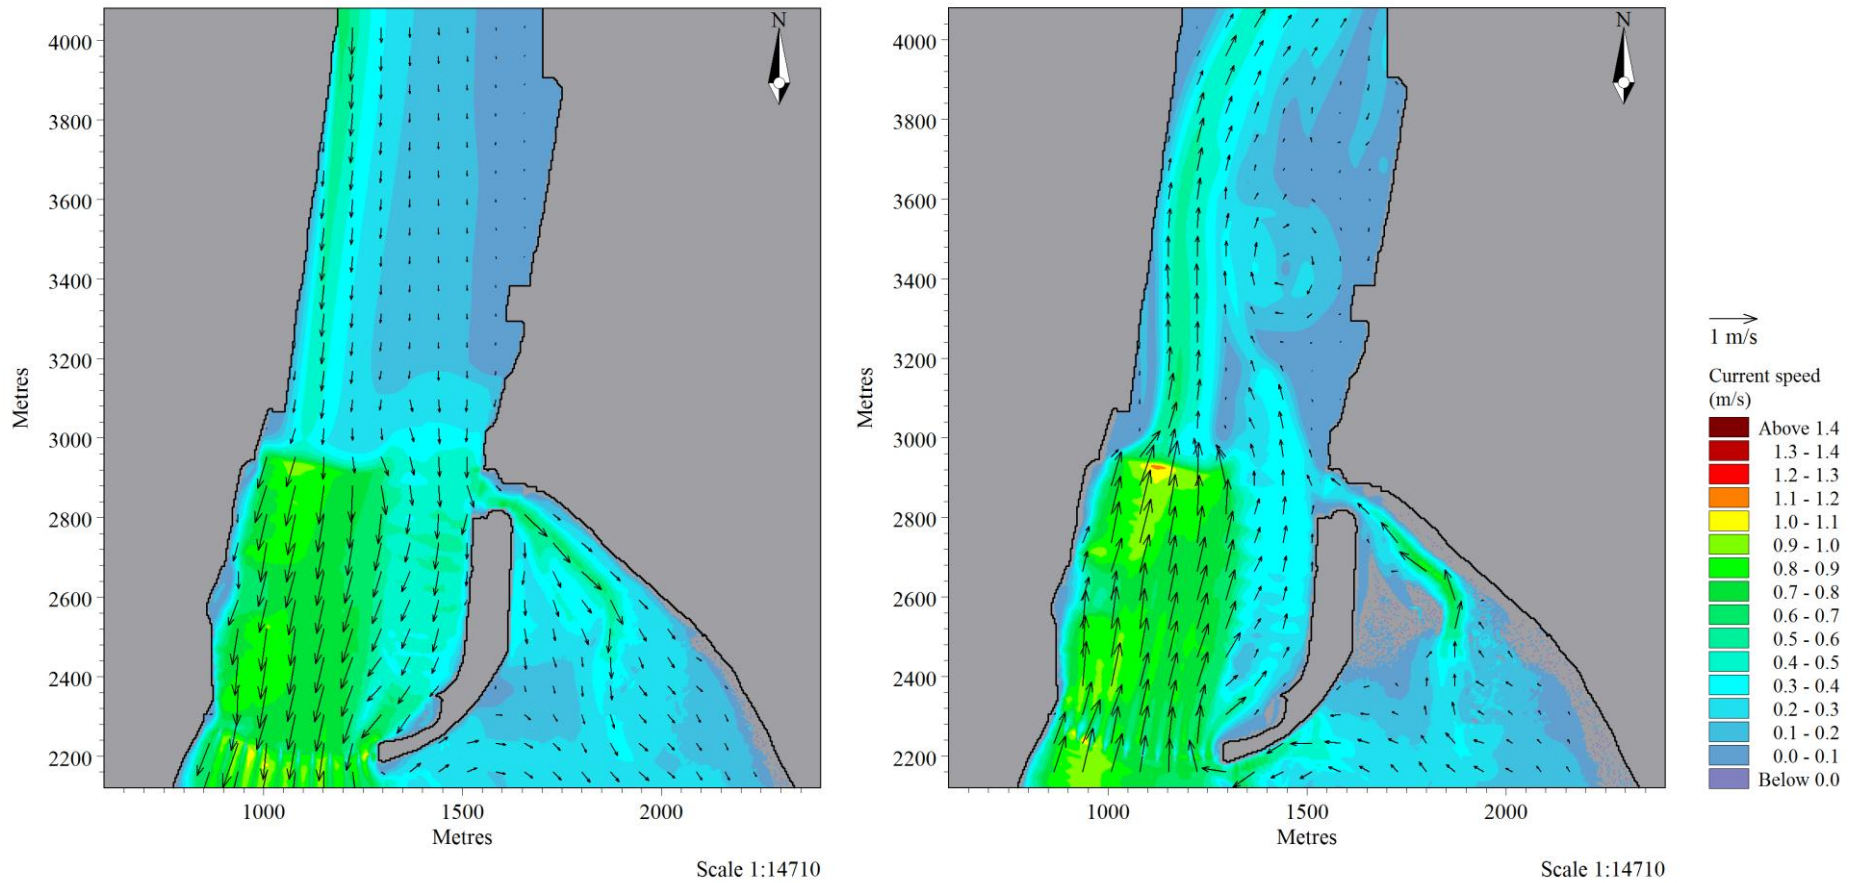 N
4000
3800
3600
3400
3200
3000
2800
2600
2400
2200
Metres
1000
1500
2000
Metres
Scale 1:14710
N
4000
3800
3600
3400
3200
3000
2800
2600
2400
2200
Metres
1000
1500
2000
Metres
Scale 1:14710
1 m/s
Current speed
(m/s)
Above 1.4
1.3 - 1.4
1.2 - 1.3
1.1 - 1.2
1.0 - 1.1
0.9 - 1.0
0.8 - 0.9
0.7 - 0.8
0.6 - 0.7
0.5 - 0.6
0.4 - 0.5
0.3 - 0.4
0.2 - 0.3
0.1 - 0.2
0.0 - 0.1
Below 0.0